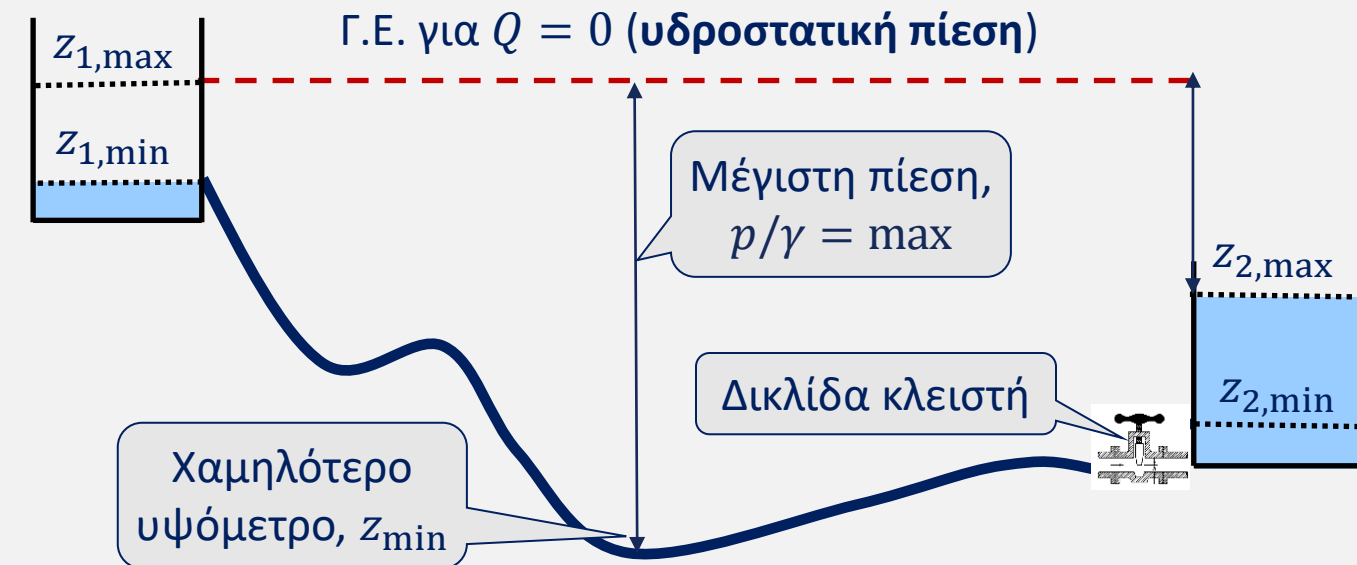 Γ.Ε. για Q = 0 (υδροστατική πίεση)
z1,max
z1,min
Μέγιστη πίεση,
p/γ = max
z2,max
Δικλίδα κλειστή
z2,min
Χαμηλότερο
υψόμετρο, zmin